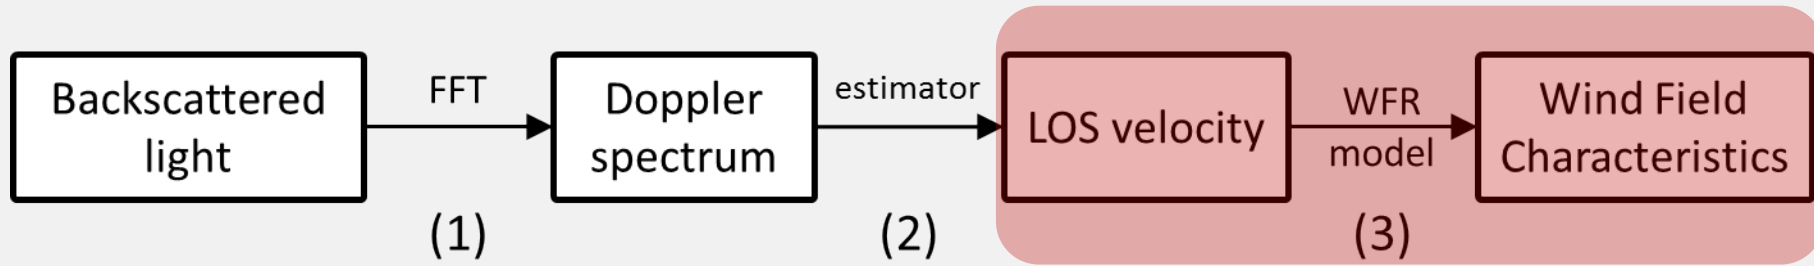 Backscattered
light
FFT
Doppler
spectrum
estimator
LOS velocity
WFR
model
Wind Field
Characteristics
(1)
(2)
(3)